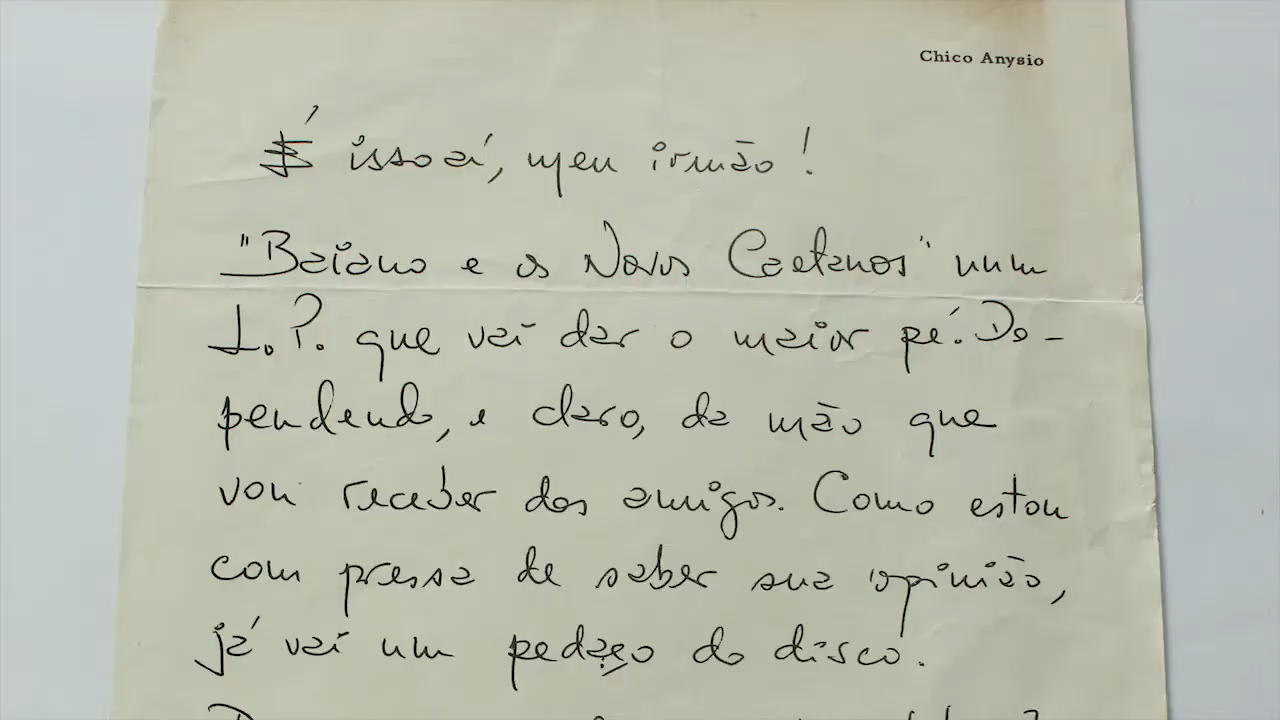 Chico Anysio
É isso aí, meu irmão!
"Baiano e os Novos Caetanos" num
L.P. que vai dar o maior pé. De-
pendendo, é claro, da mão que
vou receber dos amigos. Como estou
com pressa de saber sua opinião,
já vai um pedaço do disco.